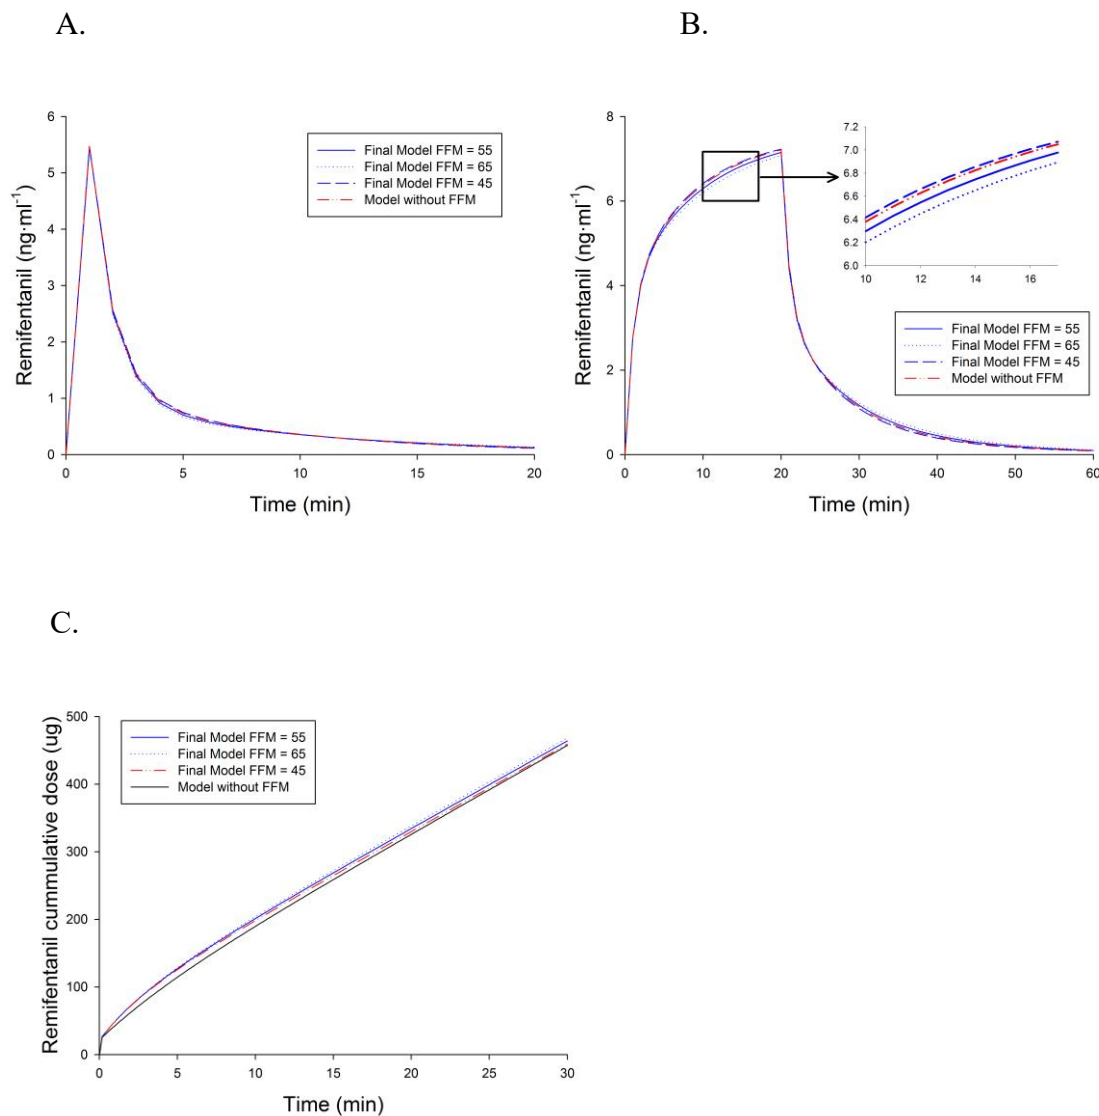 A.
6
5
4
3
2
1
0
Remifentanil (ng·ml-1)
Final Model FFM = 55
Final Model FFM = 65
Final Model FFM = 45
Model without FFM
0 5 10 15 20
Time (min)
B.
8
6
4
2
0
Remifentanil (ng·ml-1)
7.2
7.0
6.8
6.6
6.4
6.2
6.0
10 12 14 16
Final Model FFM = 55
Final Model FFM = 65
Final Model FFM = 45
Model without FFM
0 10 20 30 40 50 60
Time (min)
C.
500
400
300
200
100
0
Remifentanil cummulative dose (ug)
Final Model FFM = 55
Final Model FFM = 65
Final Model FFM = 45
Model without FFM
0 5 10 15 20 25 30
Time (min)